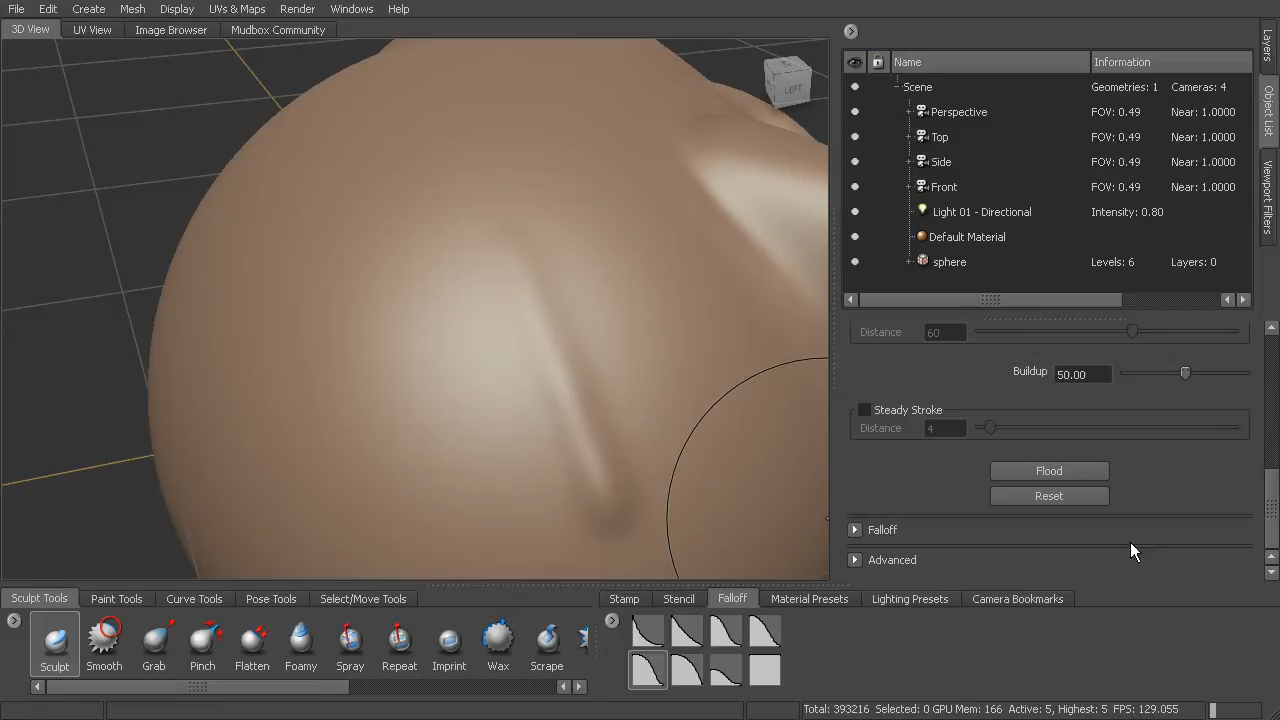 File Edit Create Mesh Display UVs & Maps Render Windows Help
3D View UV View Image Browser Mudbox Community
LEFT
Name Information
Scene Geometries: 1 Cameras: 4
Perspective FOV: 0.49 Near: 1.0000
Top FOV: 0.49 Near: 1.0000
Side FOV: 0.49 Near: 1.0000
Front FOV: 0.49 Near: 1.0000
Light 01 - Directional Intensity: 0.80
Default Material
sphere Levels: 6 Layers: 0
Layers
Object List
Viewport Filters
Distance 60
Buildup 50.00
Steady Stroke
Distance 4
Flood
Reset
Falloff
Advanced
Sculpt Tools Paint Tools Curve Tools Pose Tools Select/Move Tools
Stamp Stencil Falloff Material Presets Lighting Presets Camera Bookmarks
Sculpt Smooth Grab Pinch Flatten Foamy Spray Repeat Imprint Wax Scrape
Total: 393216 Selected: 0 GPU Mem: 166 Active: 5, Highest: 5 FPS: 129.055